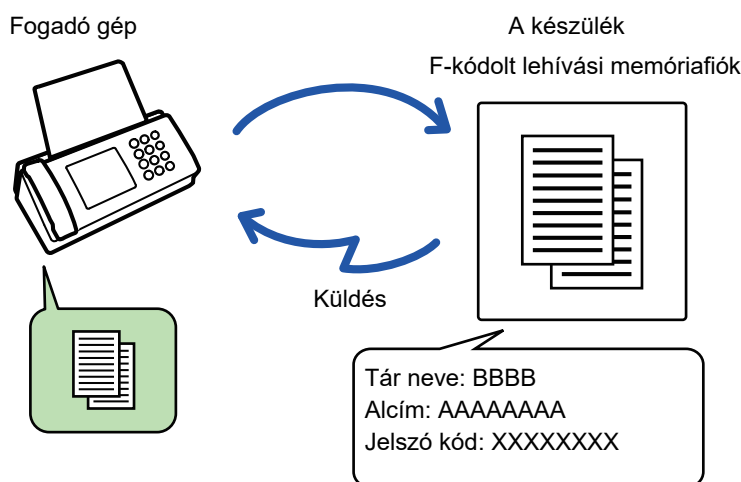 Fogadó gép
A készülék
F-kódolt lehívási memóriafiók
Küldés
Tár neve: BBBB
Alcím: AAAAAAAA
Jelszó kód: XXXXXXXX